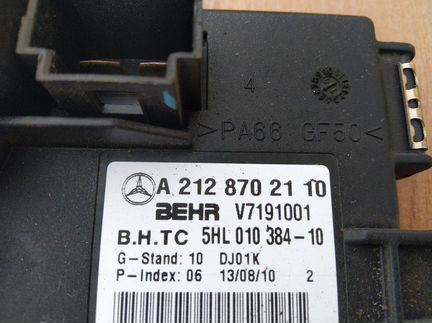 4
>PA66 GF50<
A 212 870 21 10
BEHR V7191001
B.H.TC 5HL 010 384-10
G-Stand: 10 DJ01K
P-Index: 06 13/08/10 2